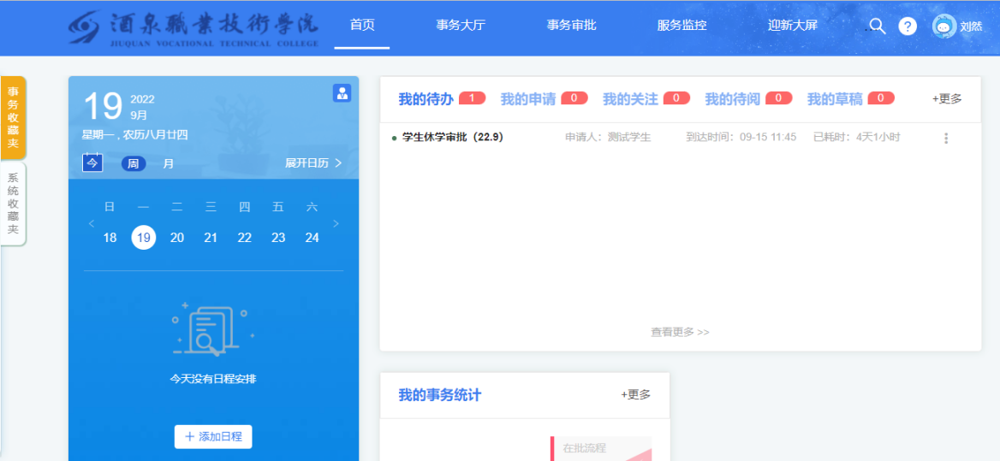 酒泉職業技術學院
JIUQUAN VOCATIONAL TECHNICAL COLLEGE
首页 事务大厅 事务审批 服务监控 迎新大屏 ? 刘然
事务收藏夹
系统收藏夹
19 2022
9月
星期一 , 农历八月廿四
今 周 月 展开日历 >
日 一 二 三 四 五 六
< 18 19 20 21 22 23 24 >
今天没有日程安排
+ 添加日程
我的待办 1 我的申请 0 我的关注 0 我的待阅 0 我的草稿 0 +更多
学生休学审批（22.9） 申请人：测试学生 到达时间：09-15 11:45 已耗时：4天1小时
查看更多 >>
我的事务统计 +更多
在批流程